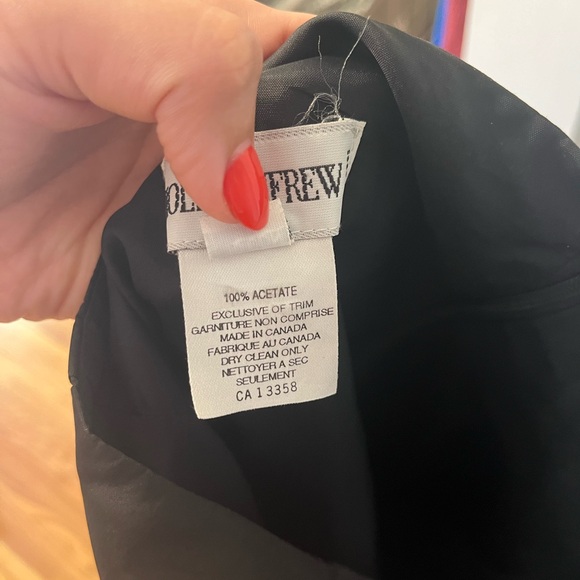 FREW
100% ACETATE
EXCLUSIVE OF TRIM
GARNITURE NON COMPRISE
MADE IN CANADA
FABRIQUE AU CANADA
DRY CLEAN ONLY
NETTOYER A SEC
SEULEMENT
CA 13358